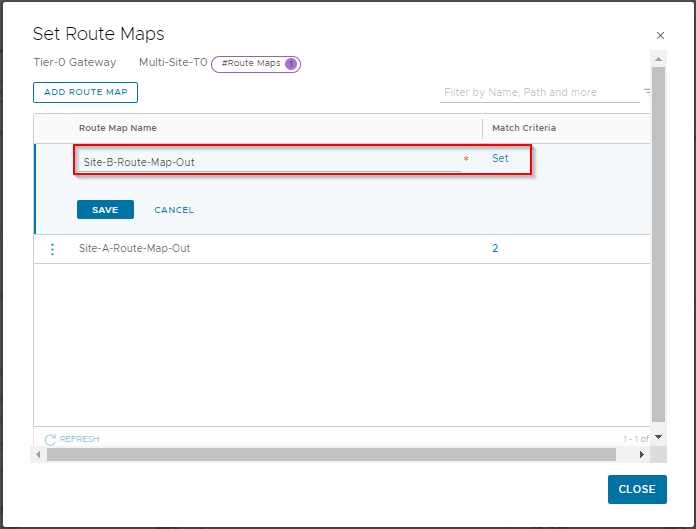 Set Route Maps
×
Tier-0 Gateway Multi-Site-T0 #Route Maps 1
ADD ROUTE MAP
Filter by Name, Path and more
Route Map Name Match Criteria
Site-B-Route-Map-Out * Set
SAVE CANCEL
Site-A-Route-Map-Out 2
REFRESH 1 - 1 of
CLOSE